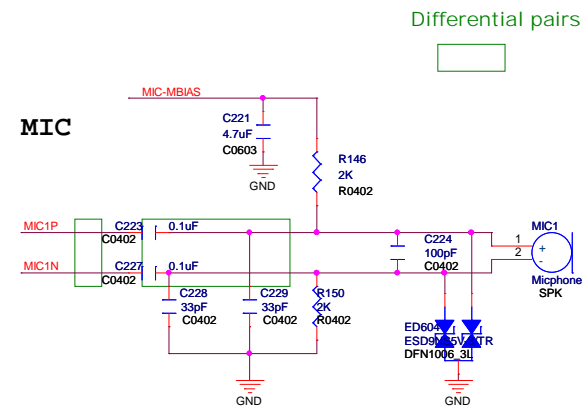 Differential pairs
MIC-MBIAS
MIC
C221
4.7uF
C0603
GND
R146
2K
R0402
MIC1P
C223
0.1uF
C0402
MIC1N
C227
0.1uF
C0402
C224
100pF
C0402
MIC1
1
2
+
-
Micphone
SPK
C228
33pF
C0402
C229
33pF
C0402
R150
2K
R0402
ED604
DFN1006_3L
GND
GND